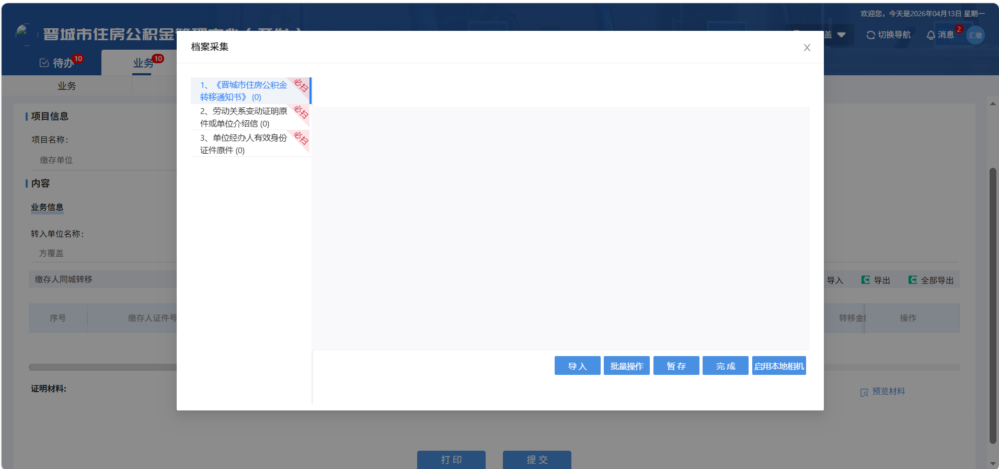 欢迎您，今天是2026年04月13日 星期一
晋城市住房公积金管理中心（开发）
盖
切换导航
消息
2
汇缴
待办
10
业务
10
业务
项目信息
项目名称：
缴存单位
内容
业务信息
转入单位名称：
方覆盖
缴存人同城转移
导入
导出
全部导出
序号
缴存人证件号
转移金额
操作
证明材料:
预览材料
打 印
提 交
档案采集
X
1、《晋城市住房公积金
转移通知书》 (0)
必扫
2、劳动关系变动证明原
件或单位介绍信 (0)
必扫
3、单位经办人有效身份
证件原件 (0)
必扫
导 入
批量操作
暂 存
完 成
启用本地相机